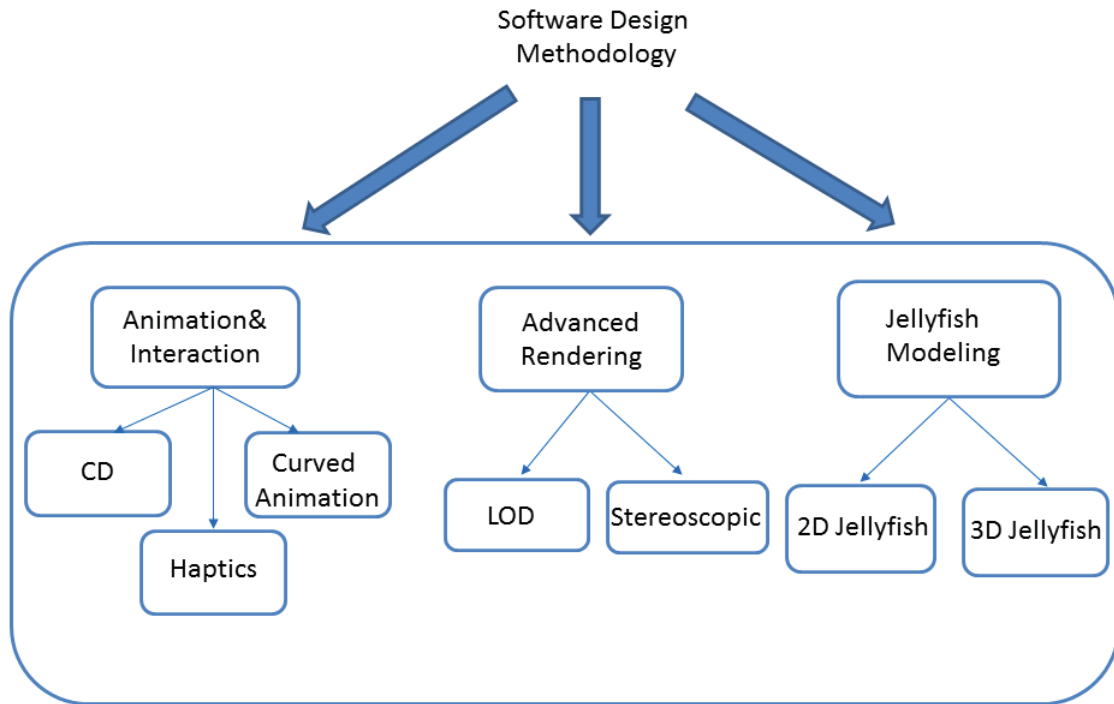 Software Design
Methodology
Animation&
Interaction
CD
Haptics
Curved
Animation
Advanced
Rendering
LOD
Stereoscopic
Jellyfish
Modeling
2D Jellyfish
3D Jellyfish